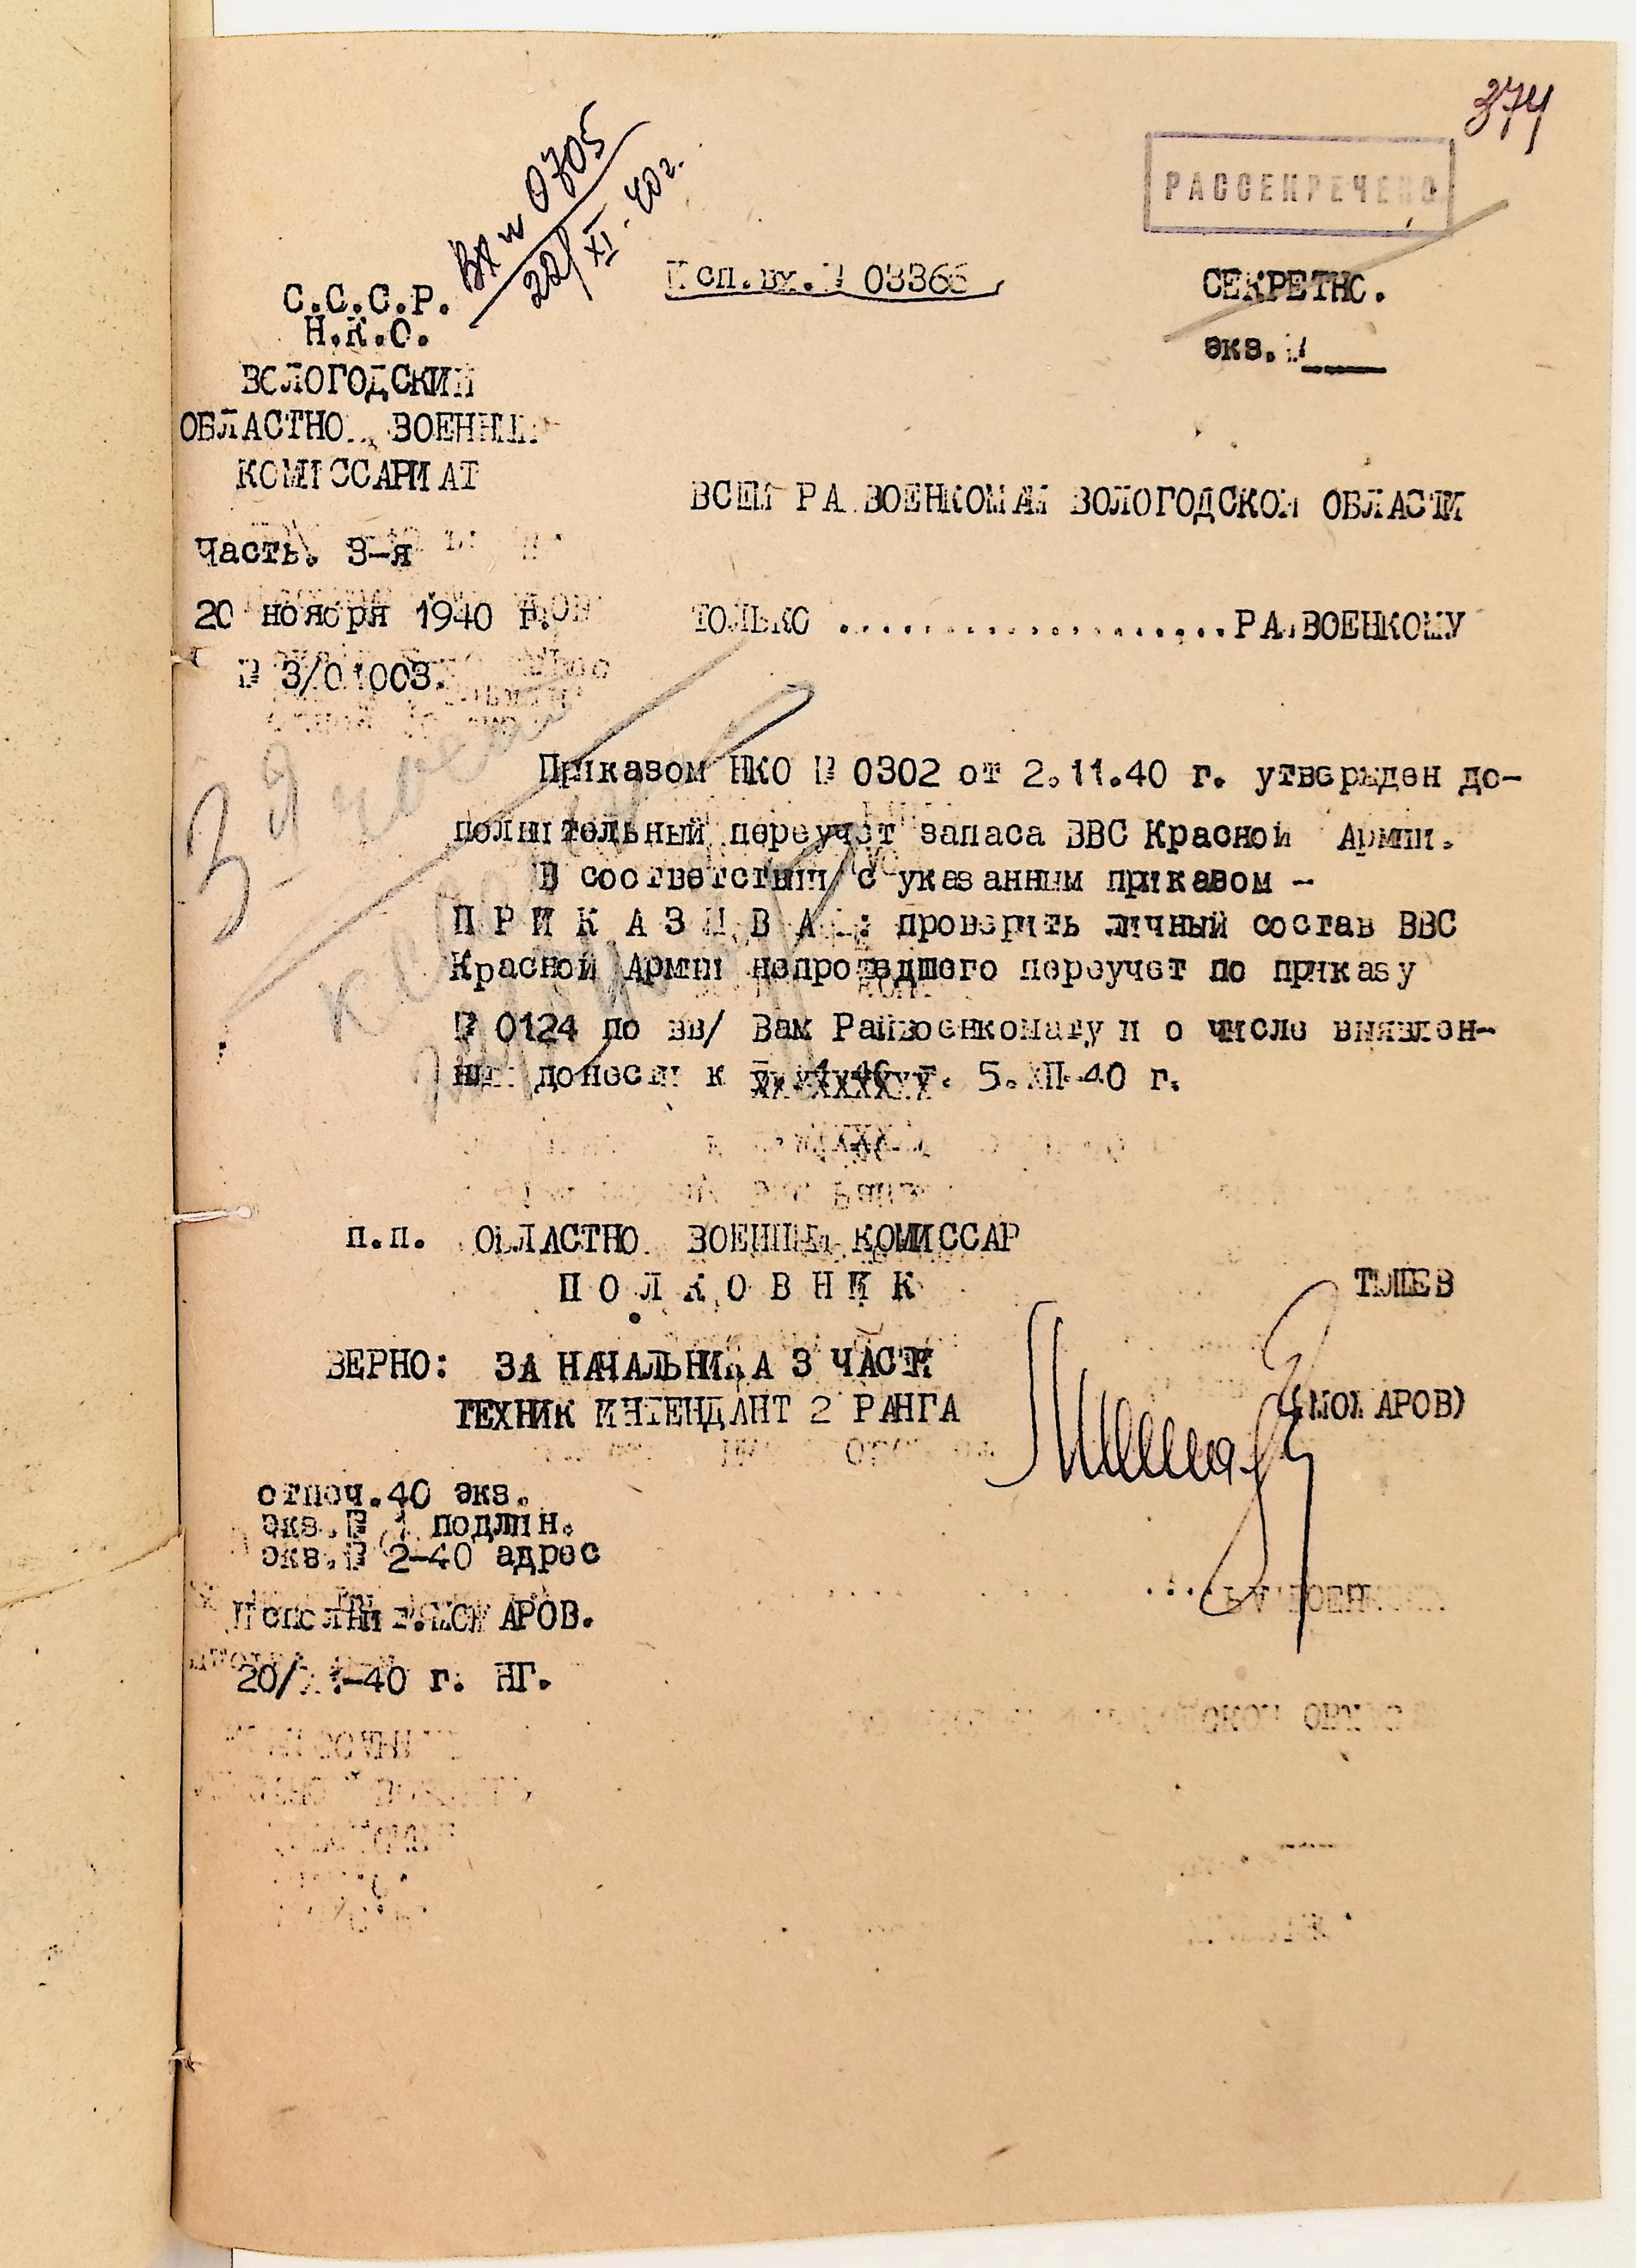 374
РАССЕКРЕЧЕНО
Вх № 0705
22/XI-40 г.
Исп.вх.№ 03366
СЕКРЕТНО.
экз.№
С.С.С.Р.
Н.К.О.
ВОЛОГОДСКИЙ
ОБЛАСТНОЙ ВОЕННЫЙ
КОМИССАРИАТ
Часть. 3-я
20 ноября 1940 г.
№ 3/01003.
ВСЕМ РАЙВОЕНКОМАМ ВОЛОГОДСКОЙ ОБЛАСТИ
ТОЛЬКО ......................РАЙВОЕНКОМУ
3 Я
Приказом НКО № 0302 от 2.11.40 г. утвержден до-
полнительный переучет запаса ВВС Красной Армии.
В соответствии с указанным приказом -
П Р И К А З Ы В А Ю: проверить личный состав ВВС
Красной Армии непрошедшего переучет по приказу
№ 0124 по вв/ Вам Райвоенкомату и о числе выявлен-
ных донести к 5.XII-40 г.
п.п. ОБЛАСТНОЙ ВОЕННЫЙ КОМИССАР
П О Л К О В Н И К
ВЕРНО: ЗА НАЧАЛЬНИКА 3 ЧАСТИ
ТЕХНИК ИНТЕНДАНТ 2 РАНГА
отпеч.40 экз.
экз.№ 1 подлин.
экз.№ 2-40 адрес
20/XI-40 г. НГ.